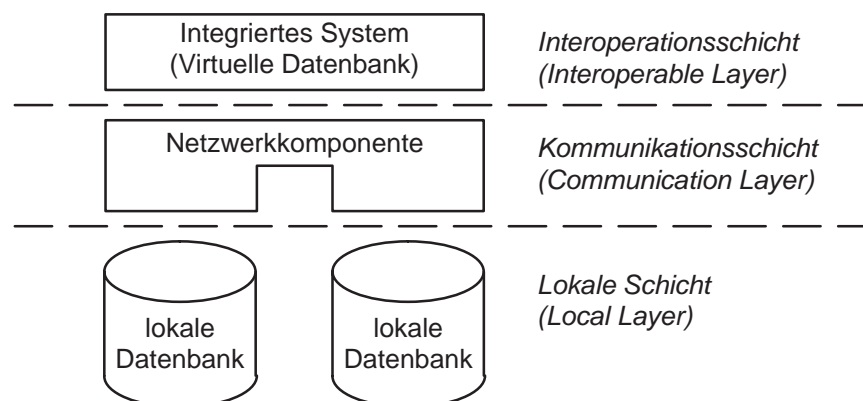 Integriertes System
(Virtuelle Datenbank)
Interoperationsschicht
(Interoperable Layer)
Netzwerkkomponente
Kommunikationsschicht
(Communication Layer)
lokale
Datenbank
lokale
Datenbank
Lokale Schicht
(Local Layer)